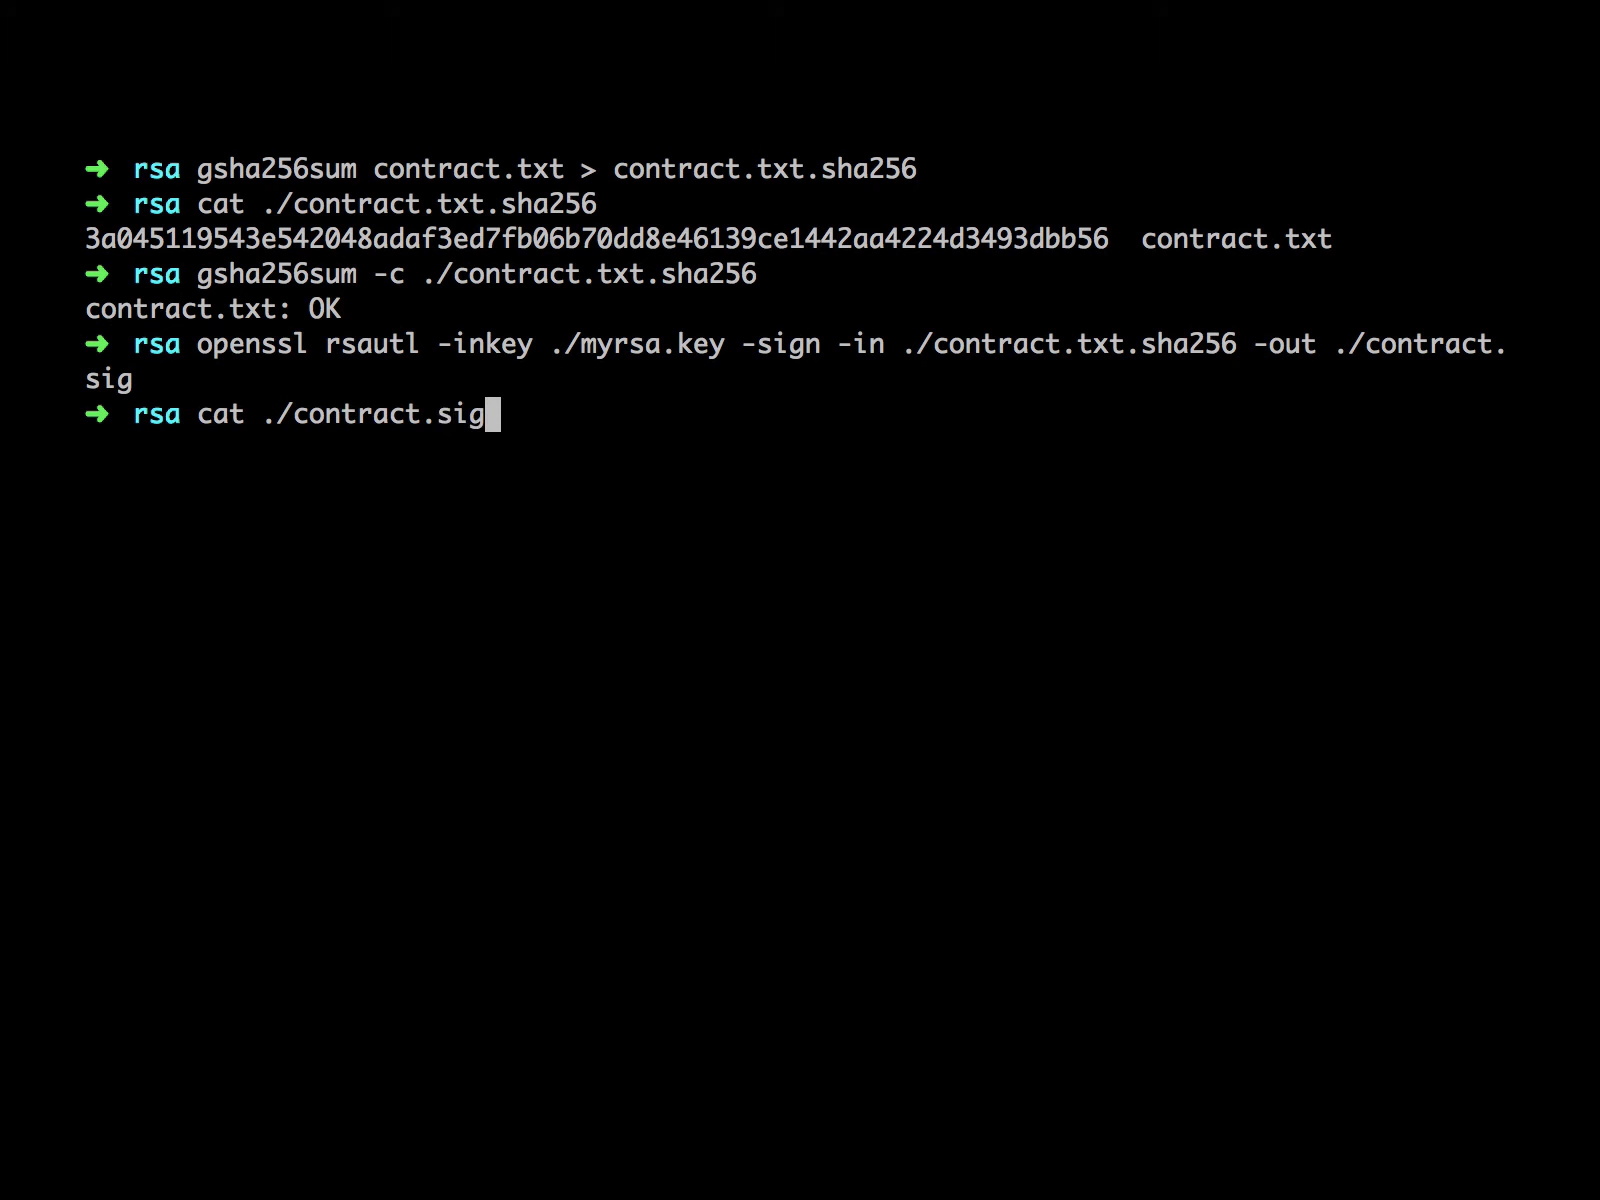 ➜ rsa gsha256sum contract.txt > contract.txt.sha256
➜ rsa cat ./contract.txt.sha256
3a045119543e542048adaf3ed7fb06b70dd8e46139ce1442aa4224d3493dbb56  contract.txt
➜ rsa gsha256sum -c ./contract.txt.sha256
contract.txt: OK
➜ rsa openssl rsautl -inkey ./myrsa.key -sign -in ./contract.txt.sha256 -out ./contract.
sig
➜ rsa cat ./contract.sig